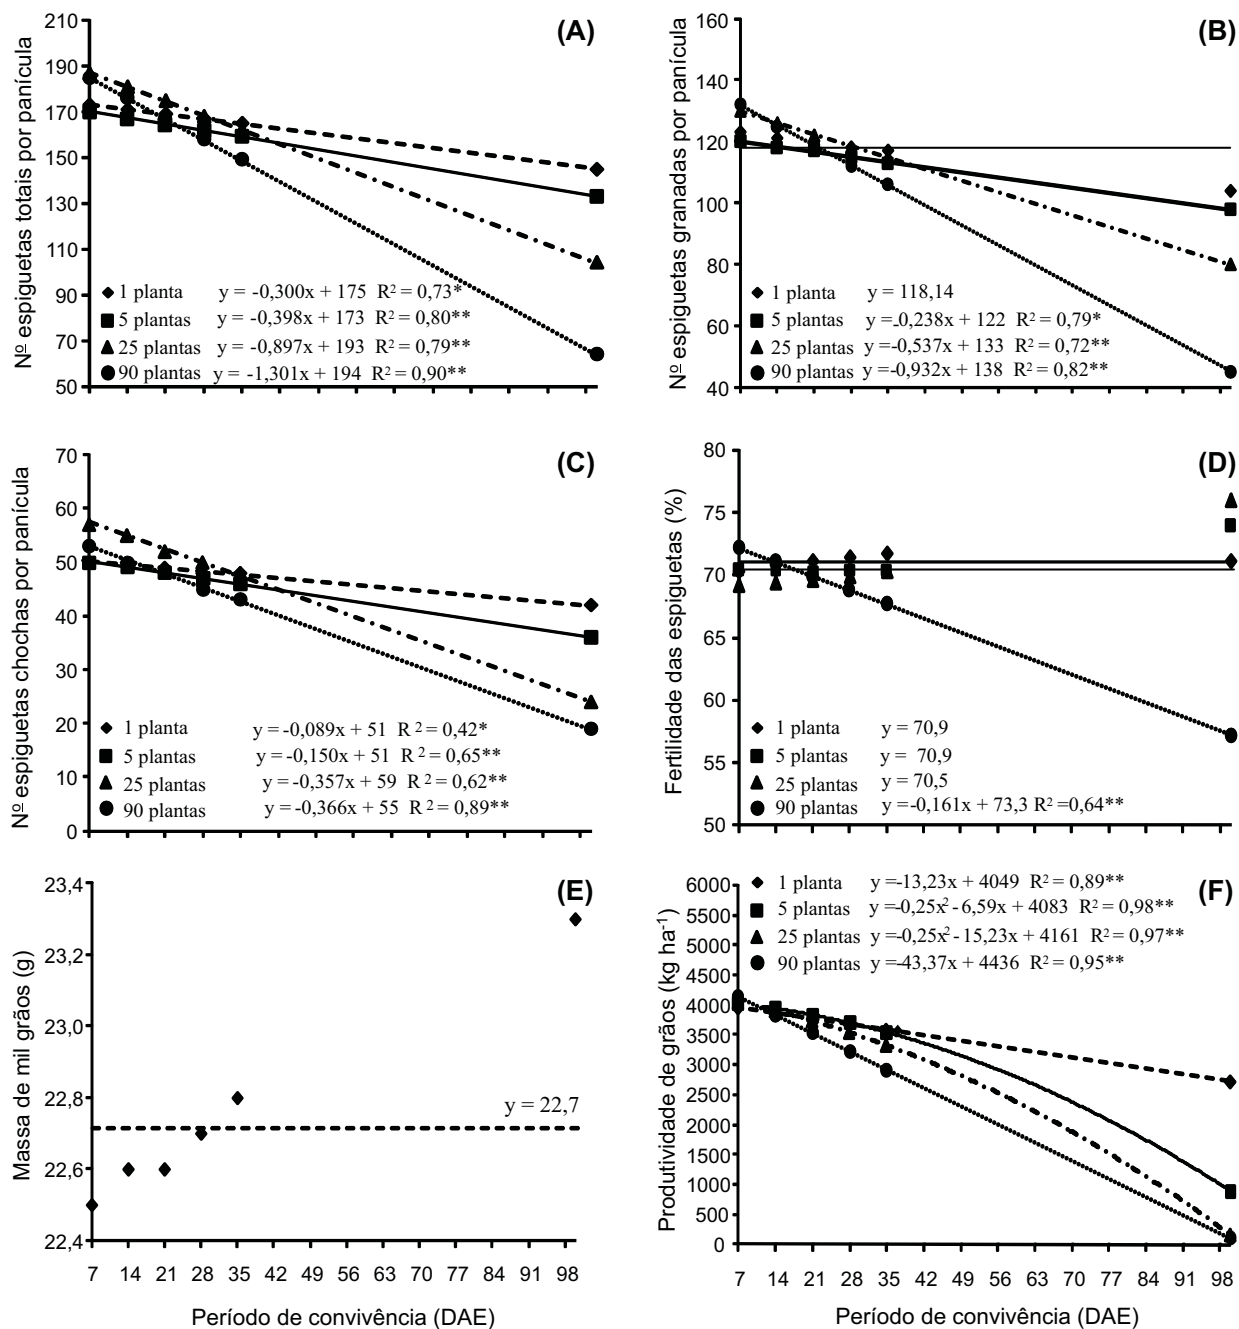 (A)
Nº espiguetas totais por panícula
210
190
170
150
130
110
90
70
50
1 planta y = -0,300x + 175 R² = 0,73*
5 plantas y = -0,398x + 173 R² = 0,80**
25 plantas y = -0,897x + 193 R² = 0,79**
90 plantas y = -1,301x + 194 R² = 0,90**
(B)
Nº espiguetas granadas por panícula
160
140
120
100
80
60
40
1 planta y = 118,14
5 plantas y = -0,238x + 122 R² = 0,79*
25 plantas y =-0,537x + 133 R² = 0,72**
90 plantas y =-0,932x + 138 R² = 0,82**
(C)
Nº espiguetas chochas por panícula
70
60
50
40
30
20
10
0
1 planta y = -0,089x + 51 R² = 0,42*
5 plantas y = -0,150x + 51 R² = 0,65**
25 plantas y = -0,357x + 59 R² = 0,62**
90 plantas y = -0,366x + 55 R² = 0,89**
(D)
Fertilidade das espiguetas (%)
80
75
70
65
60
55
50
1 planta y = 70,9
5 plantas y = 70,9
25 plantas y = 70,5
90 plantas y = -0,161x + 73,3 R² =0,64**
(E)
Massa de mil grãos (g)
23,4
23,2
23,0
22,8
22,6
22,4
y = 22,7
7 14 21 28 35 42 49 56 63 70 77 84 91 98
Período de convivência (DAE)
(F)
Produtividade de grãos (kg ha⁻¹)
6000
5500
5000
4500
4000
3500
3000
2500
2000
1500
1000
500
0
1 planta y =-13,23x + 4049 R² = 0,89**
5 plantas y =-0,25x² - 6,59x + 4083 R² = 0,98**
25 plantas y =-0,25x² - 15,23x + 4161 R² = 0,97**
90 plantas y =-43,37x + 4436 R² = 0,95**
7 14 21 28 35 42 49 56 63 70 77 84 91 98
Período de convivência (DAE)